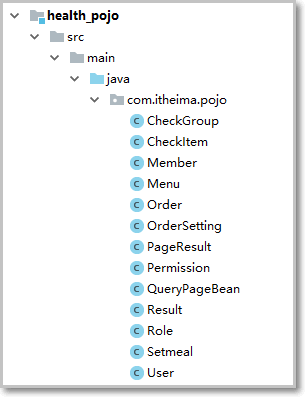 health_pojo
src
main
java
com.itheima.pojo
CheckGroup
CheckItem
Member
Menu
Order
OrderSetting
PageResult
Permission
QueryPageBean
Result
Role
Setmeal
User